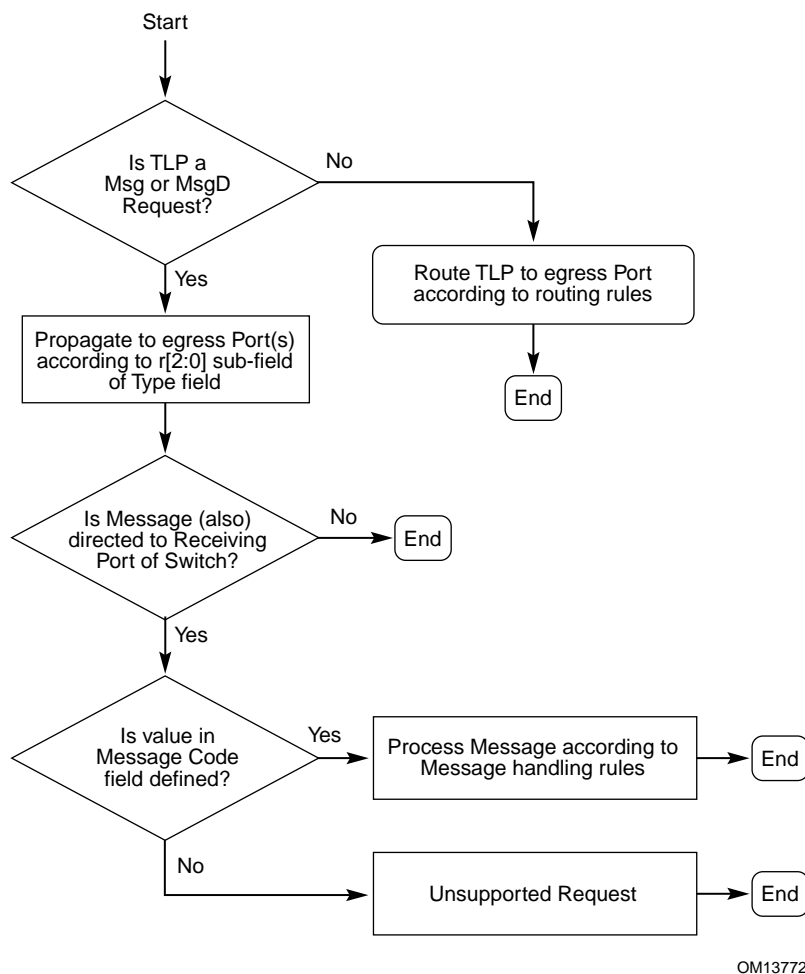 Start
Is TLP a
Msg or MsgD
Request?
No
Yes
Route TLP to egress Port
according to routing rules
End
Propagate to egress Port(s)
according to r[2:0] sub-field
of Type field
Is Message (also)
directed to Receiving
Port of Switch?
No
End
Yes
Is value in
Message Code
field defined?
Yes
Process Message according to
Message handling rules
End
No
Unsupported Request
End
OM13772